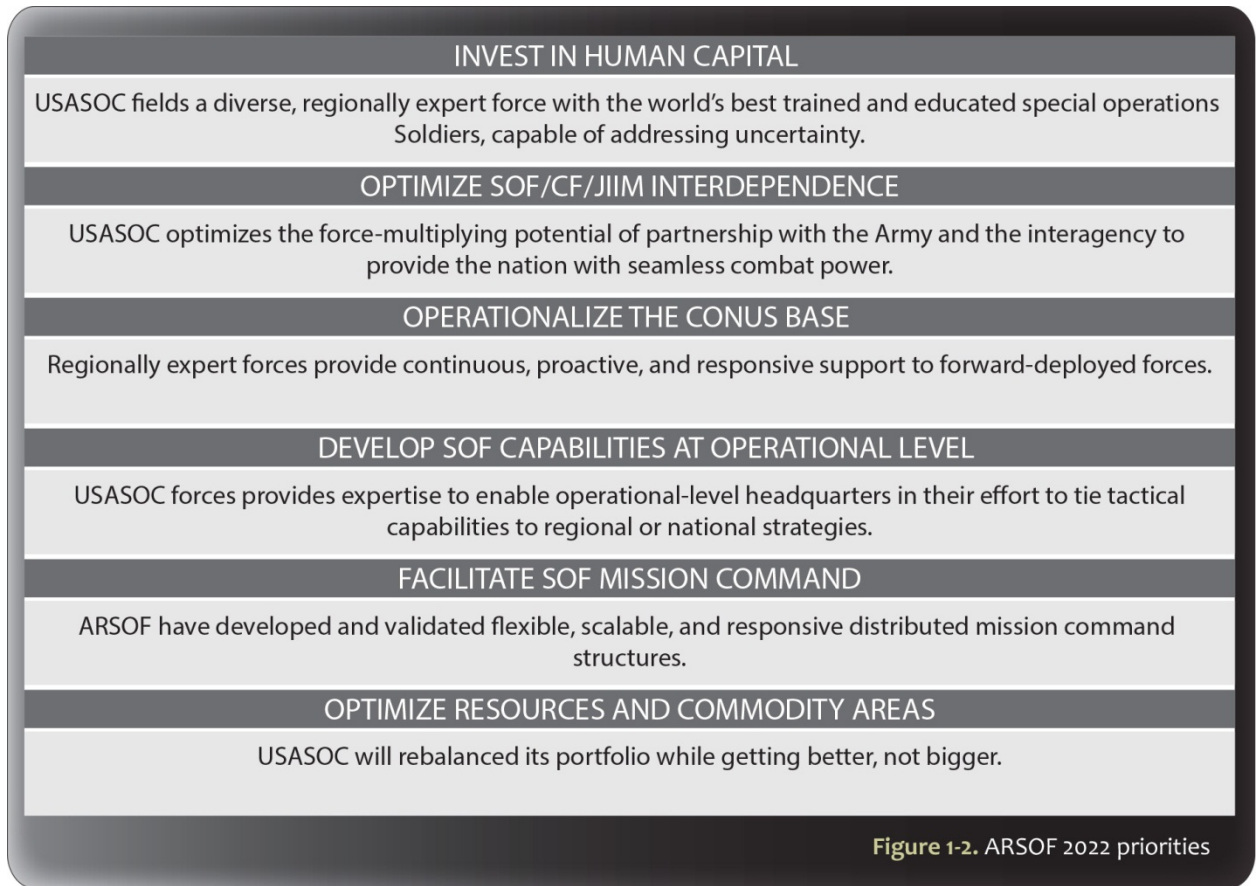 INVEST IN HUMAN CAPITAL
USASOC fields a diverse, regionally expert force with the world’s best trained and educated special operations
Soldiers, capable of addressing uncertainty.
OPTIMIZE SOF/CF/JIIM INTERDEPENDENCE
USASOC optimizes the force-multiplying potential of partnership with the Army and the interagency to
provide the nation with seamless combat power.
OPERATIONALIZE THE CONUS BASE
Regionally expert forces provide continuous, proactive, and responsive support to forward-deployed forces.
DEVELOP SOF CAPABILITIES AT OPERATIONAL LEVEL
USASOC forces provides expertise to enable operational-level headquarters in their effort to tie tactical
capabilities to regional or national strategies.
FACILITATE SOF MISSION COMMAND
ARSOF have developed and validated flexible, scalable, and responsive distributed mission command
structures.
OPTIMIZE RESOURCES AND COMMODITY AREAS
USASOC will rebalanced its portfolio while getting better, not bigger.
Figure 1-2. ARSOF 2022 priorities